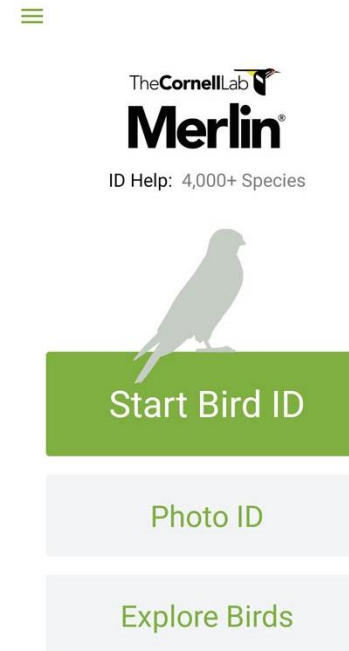 TheCornellLab
Merlin®
ID Help: 4,000+ Species
Start Bird ID
Photo ID
Explore Birds